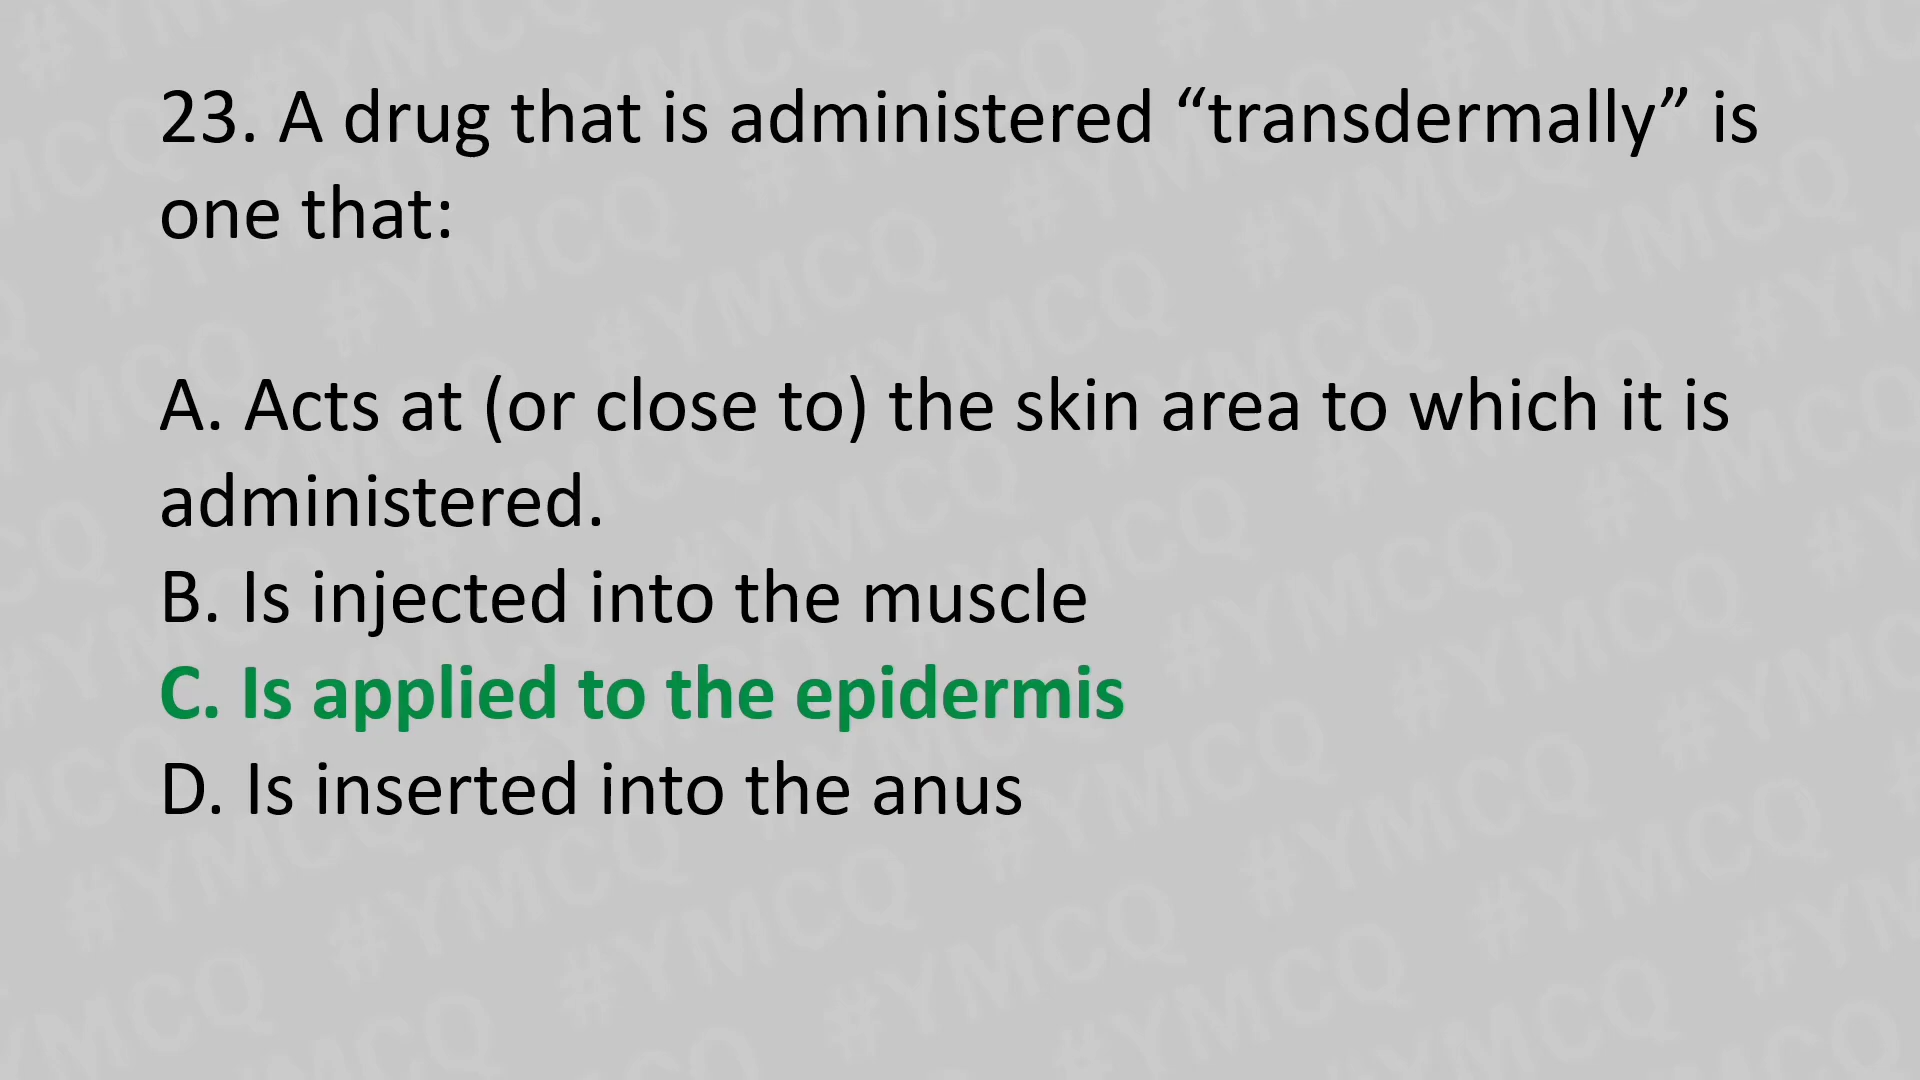 23. A drug that is administered “transdermally” is
one that:
A. Acts at (or close to) the skin area to which it is
administered.
B. Is injected into the muscle
C. Is applied to the epidermis
D. Is inserted into the anus
#YMCQ